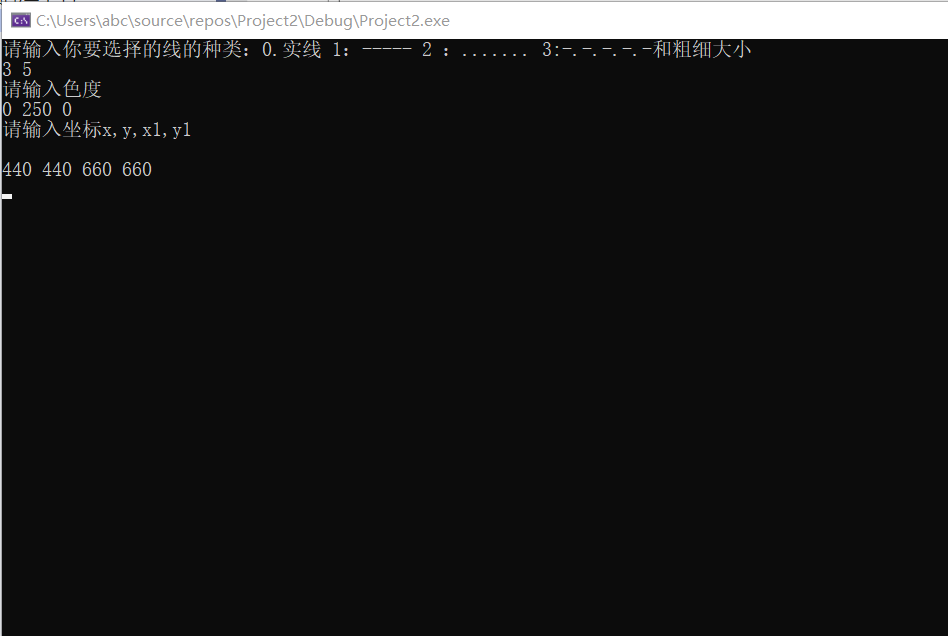 C:\Users\abc\source\repos\Project2\Debug\Project2.exe
请输入你要选择的线的种类：0.实线 1：----- 2 ：....... 3:-.-.-.-.-和粗细大小
3 5
请输入色度
0 250 0
请输入坐标x,y,x1,y1
440 440 660 660